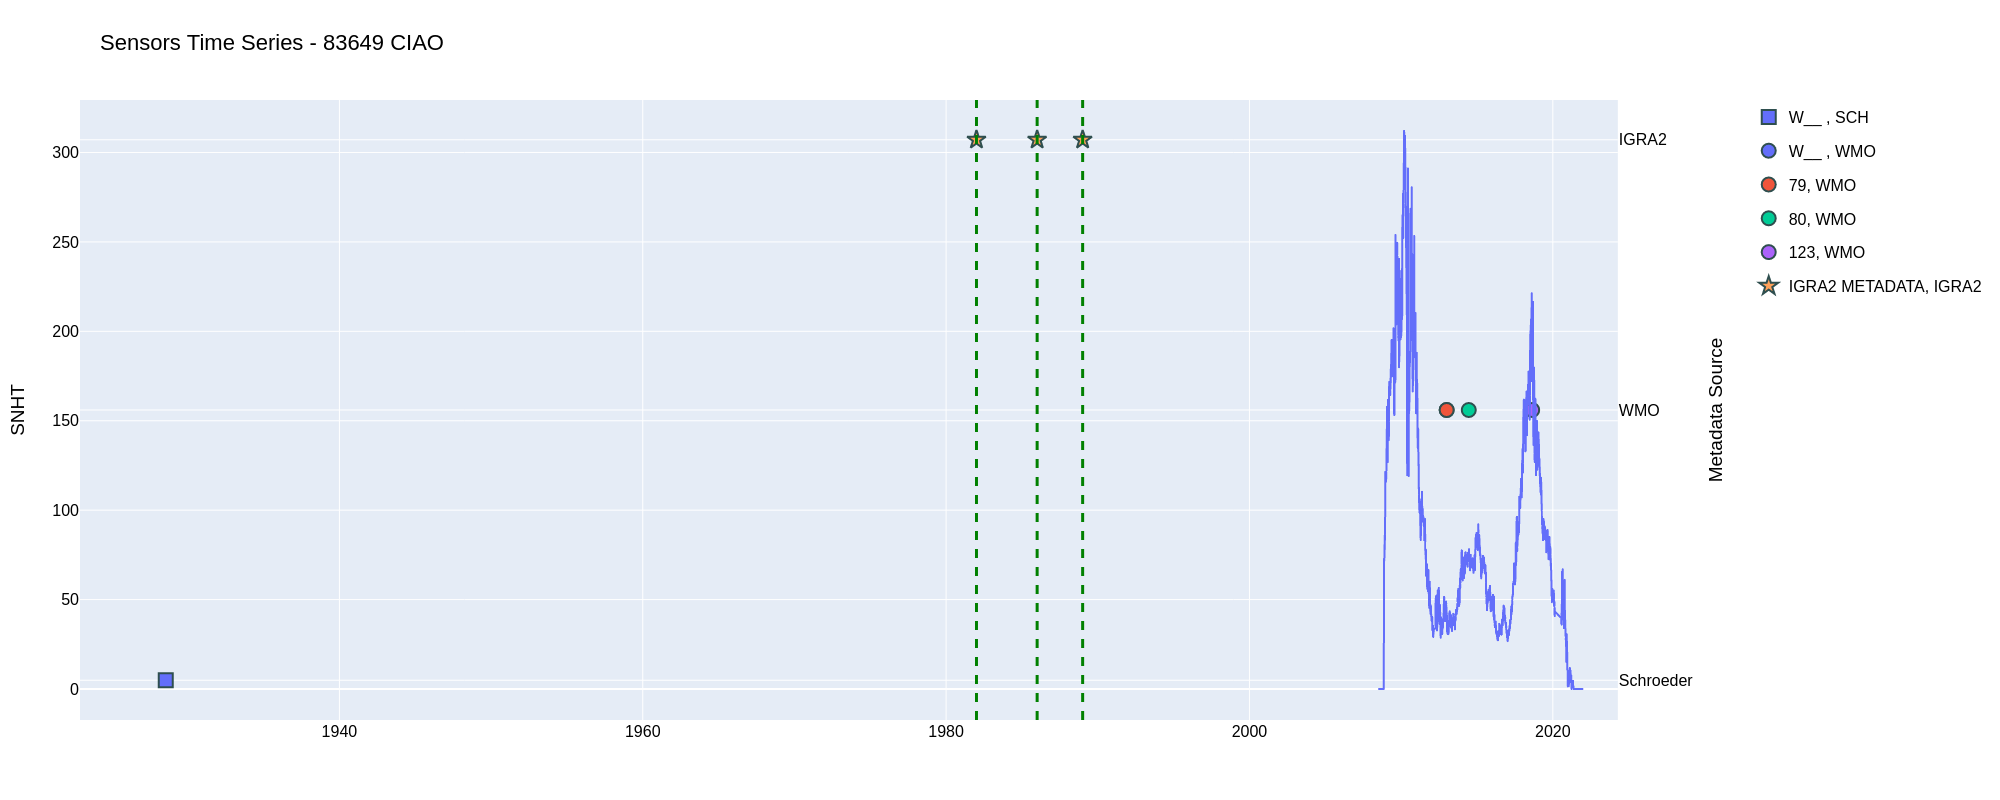 Sensors Time Series - 83649 CIAO
SNHT
300
250
200
150
100
50
0
1940
1960
1980
2000
2020
IGRA2
WMO
Schroeder
Metadata Source
W__ , SCH
W__ , WMO
79, WMO
80, WMO
123, WMO
IGRA2 METADATA, IGRA2